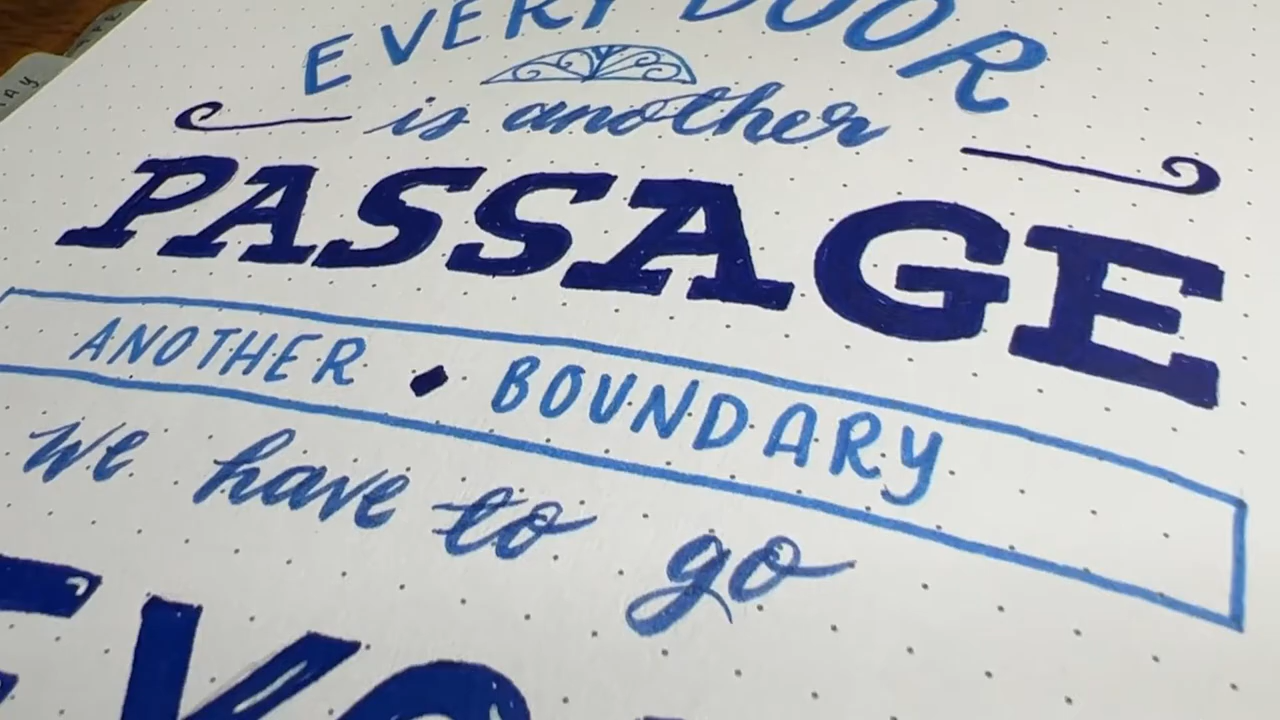 EVERY DOOR
is another
PASSAGE
ANOTHER • BOUNDARY
we have to go